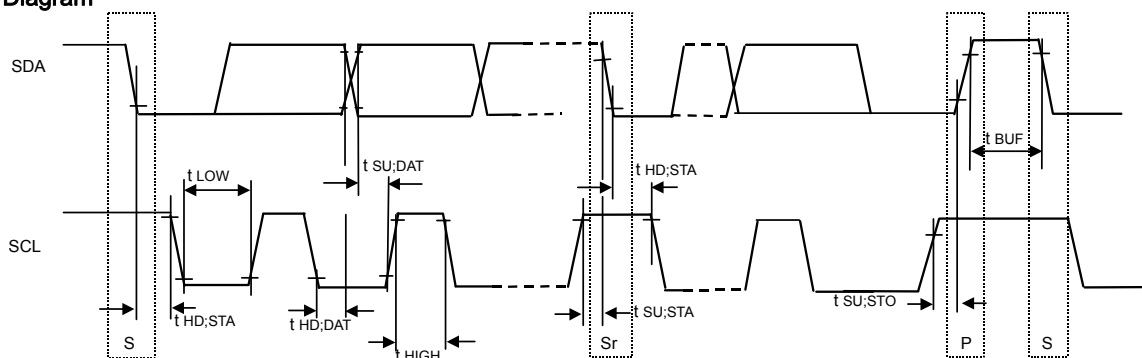 Diagram
SDA
t BUF
t SU;DAT
t HD;STA
t LOW
SCL
t HD;STA
t HD;DAT
t SU;STA
t SU;STO
t HIGH
S
Sr
P
S